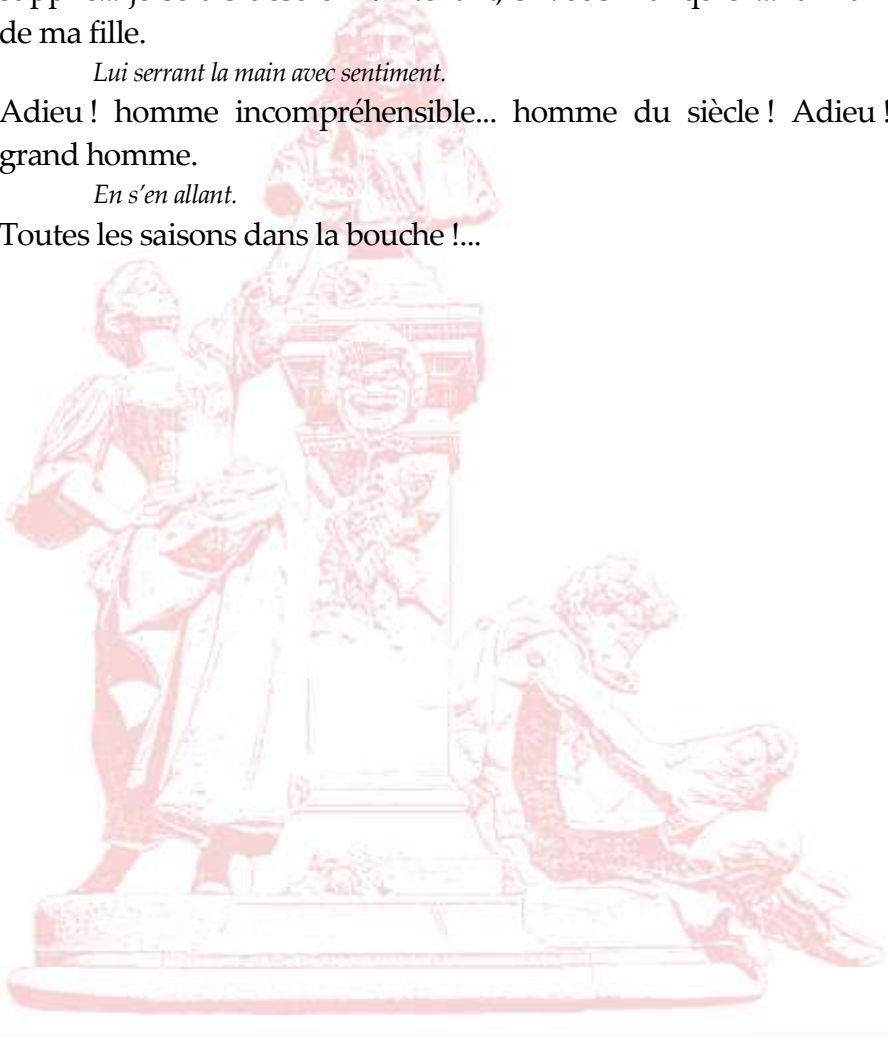 de ma fille.
Lui serrant la main avec sentiment.
Adieu ! homme incompréhensible... homme du siècle ! Adieu !
grand homme.
En s’en allant.
Toutes les saisons dans la bouche !...